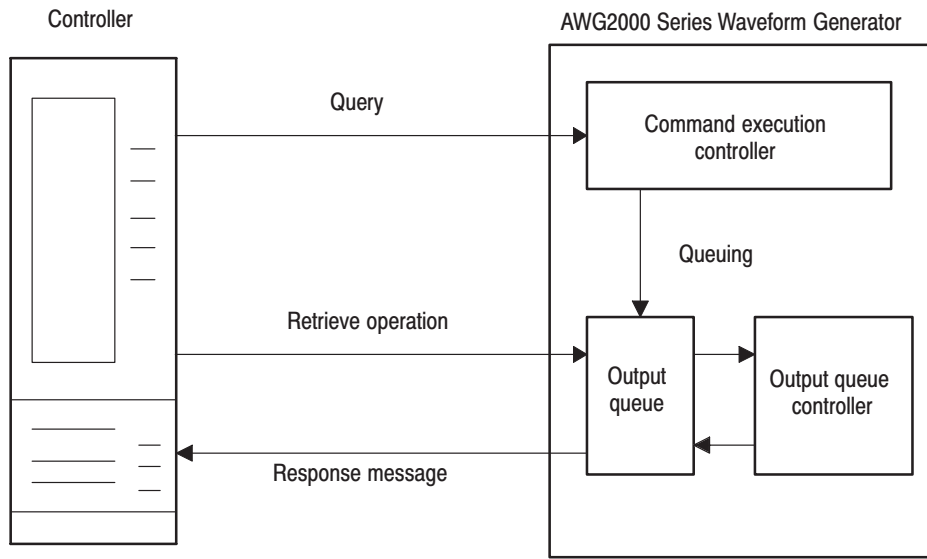 Controller
AWG2000 Series Waveform Generator
Query
Command execution
controller
Queuing
Retrieve operation
Output
queue
Output queue
controller
Response message